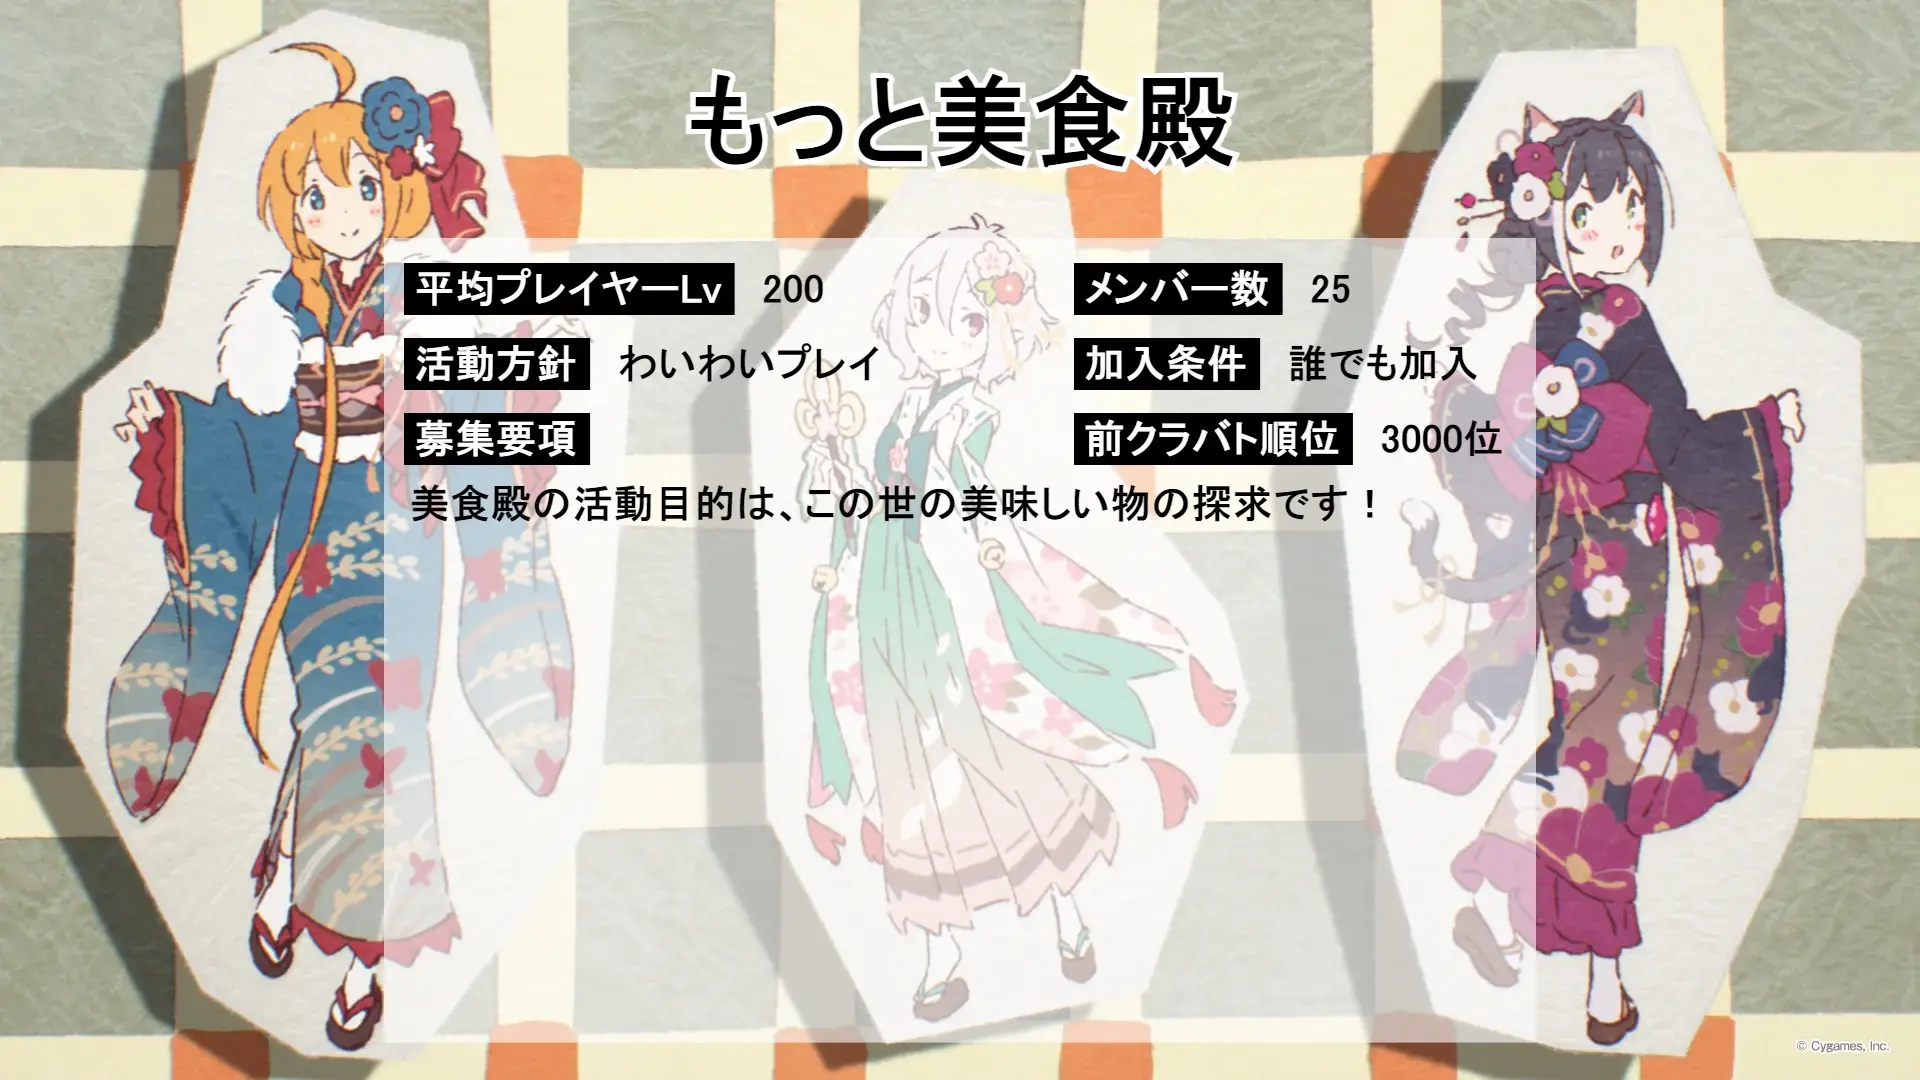 もっと美食殿
平均プレイヤーLv 200
メンバー数 25
活動方針 わいわいプレイ
加入条件 誰でも加入
募集要項
前クラバト順位 3000位
美食殿の活動目的は、この世の美味しい物の探求です！
© Cygames, Inc.